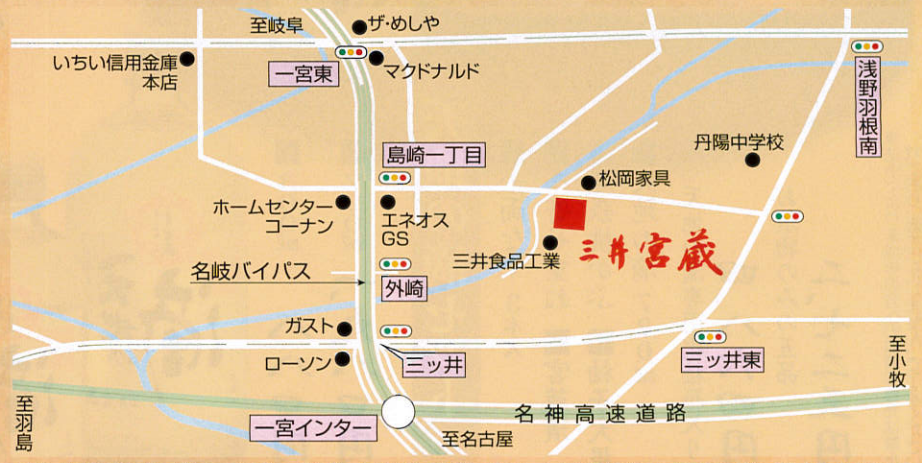 至岐阜
ザ・めしや
いちい信用金庫
本店
一宮東
マクドナルド
浅野羽根南
島崎一丁目
丹陽中学校
松岡家具
ホームセンター
コーナン
エネオス
GS
三井食品工業
三井宮蔵
名岐バイパス
外崎
ガスト
ローソン
三ッ井
三ッ井東
至小牧
至羽島
一宮インター
名神高速道路
至名古屋